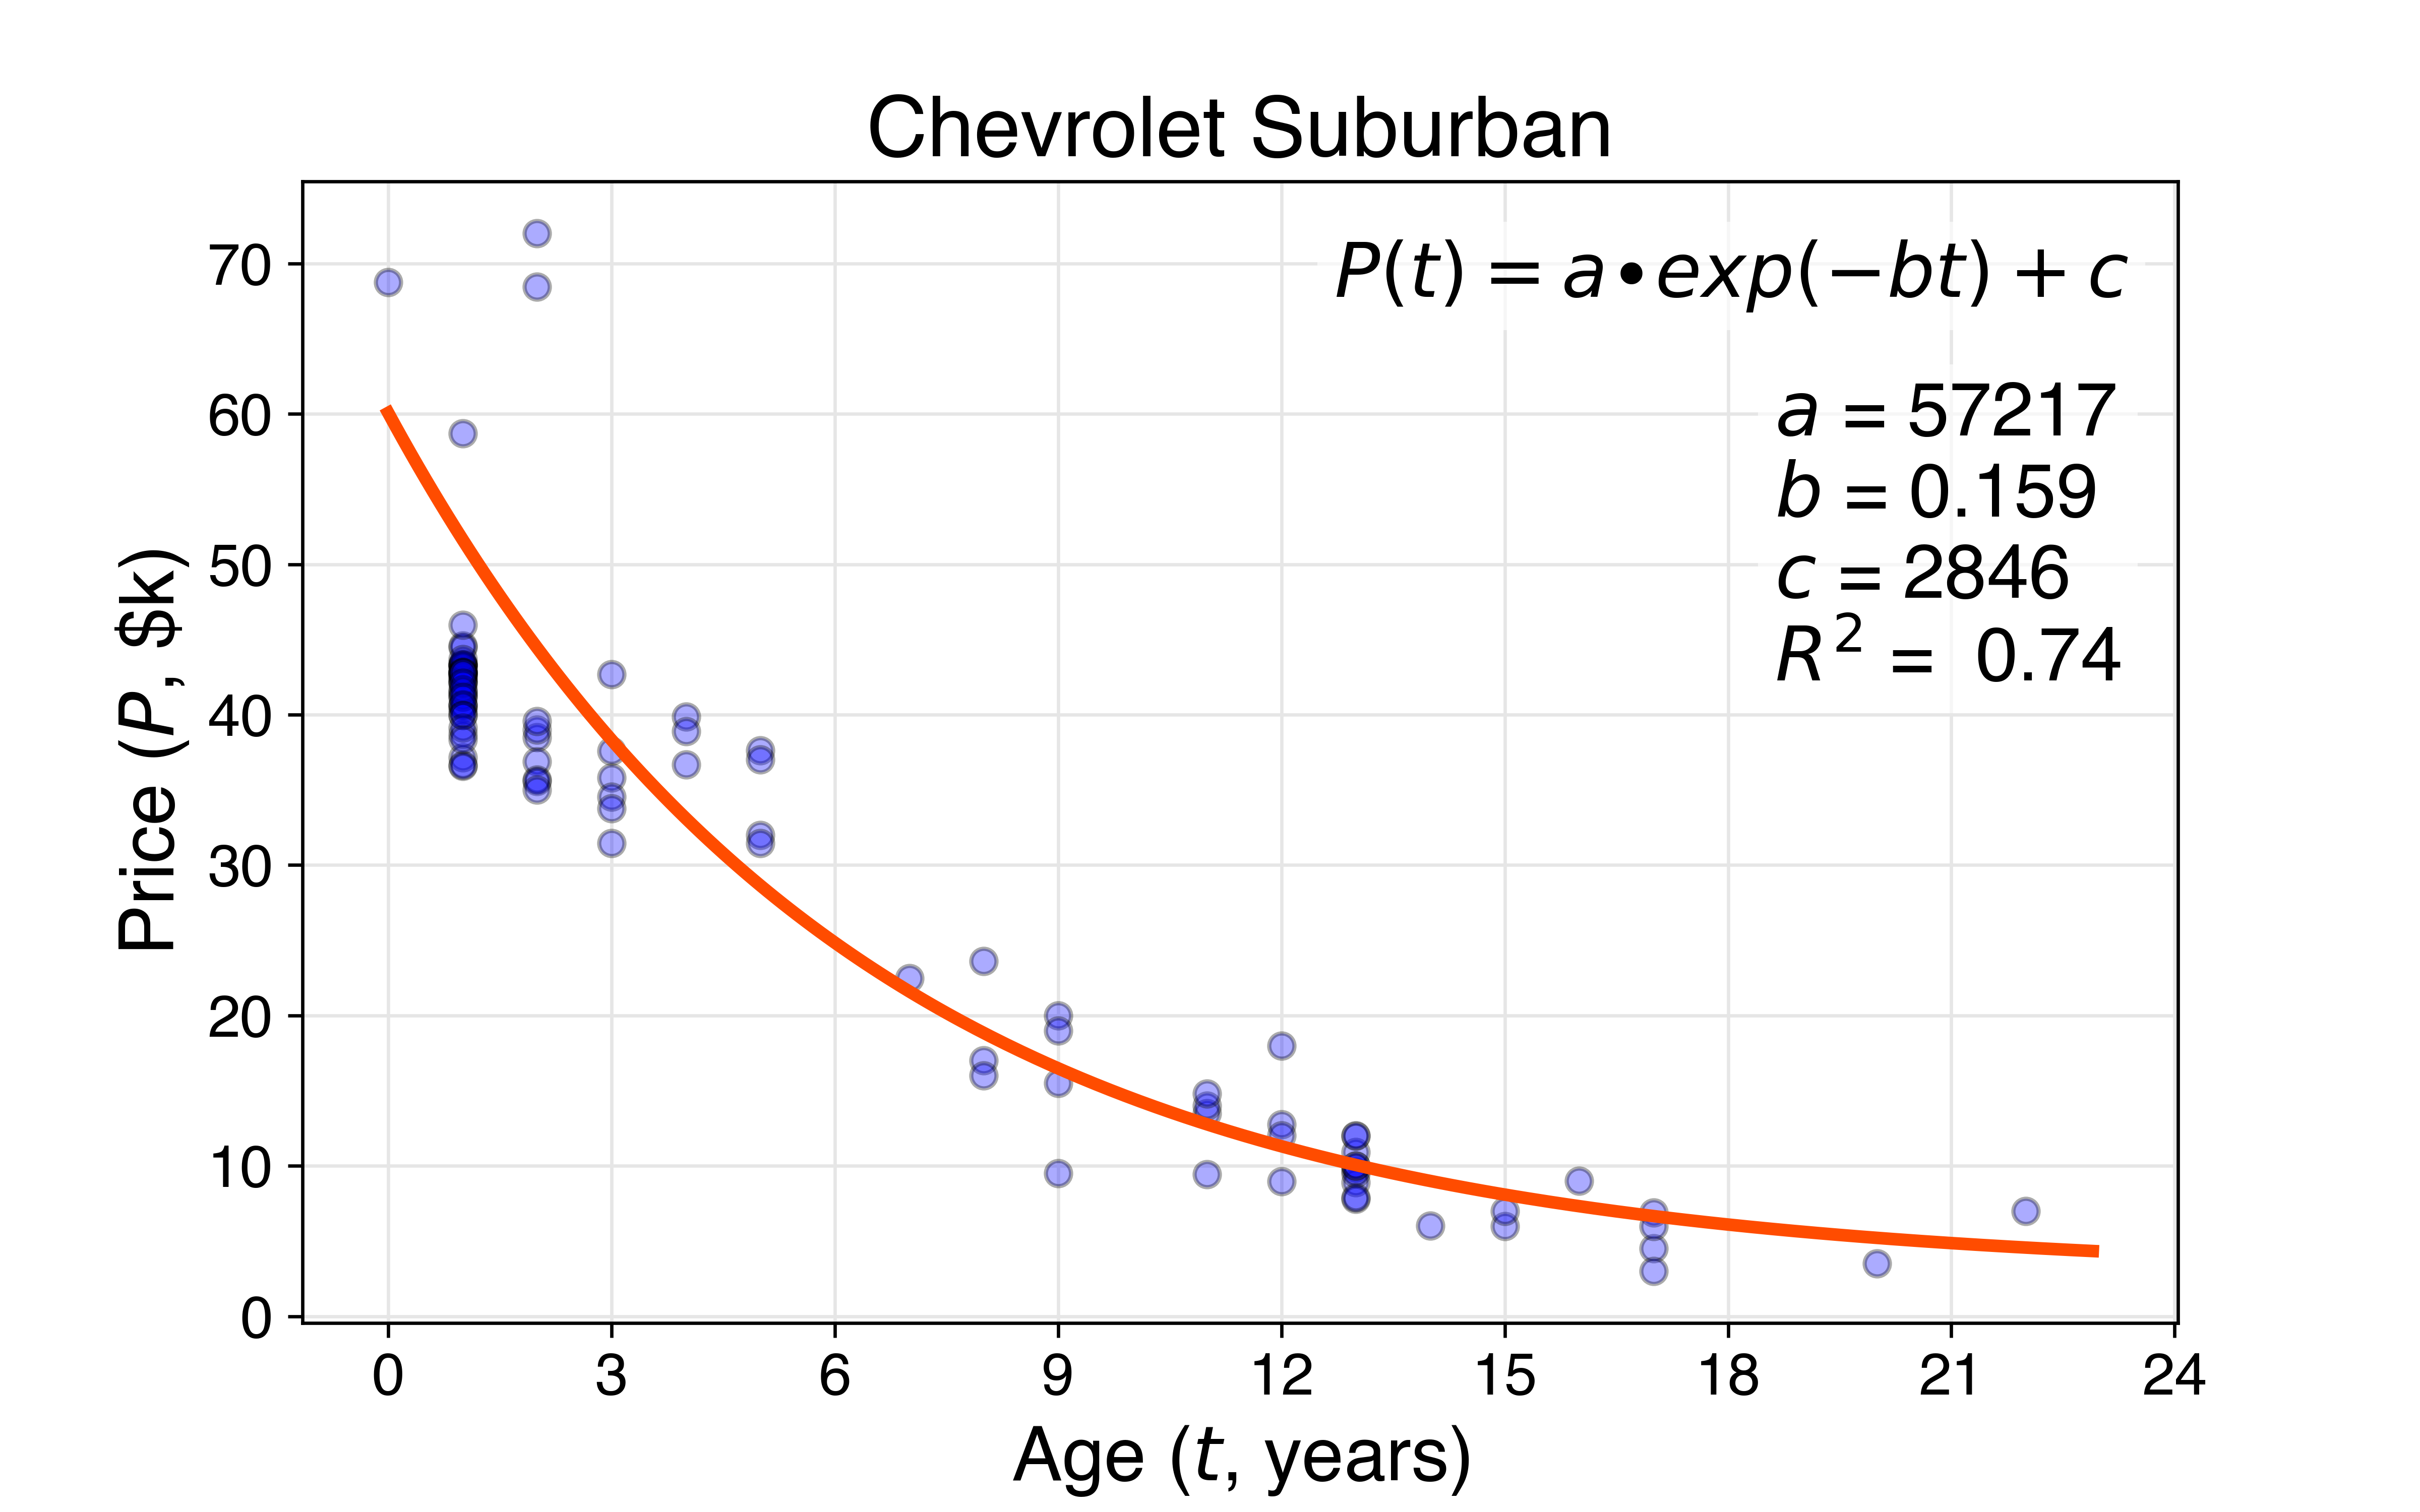 Chevrolet Suburban
P(t) = a•exp(−bt) + c
a = 57217
b = 0.159
c = 2846
R² = 0.74
Price (P, $k)
70
60
50
40
30
20
10
0
0 3 6 9 12 15 18 21 24
Age (t, years)